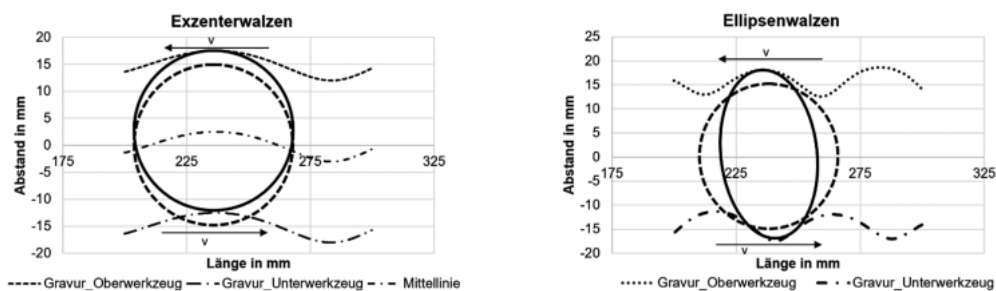 Exzenterwalzen
20
15
10
5
0
-5
-10
-15
-20
175
225
275
325
v
v
Abstand in mm
Länge in mm
Gravur_Oberwerkzeug
Gravur_Unterwerkzeug
Mittellinie
Ellipsenwalzen
25
20
15
10
5
0
-5
-10
-15
-20
175
225
275
325
v
v
Abstand in mm
Länge in mm
Gravur_Oberwerkzeug
Gravur_Unterwerkzeug